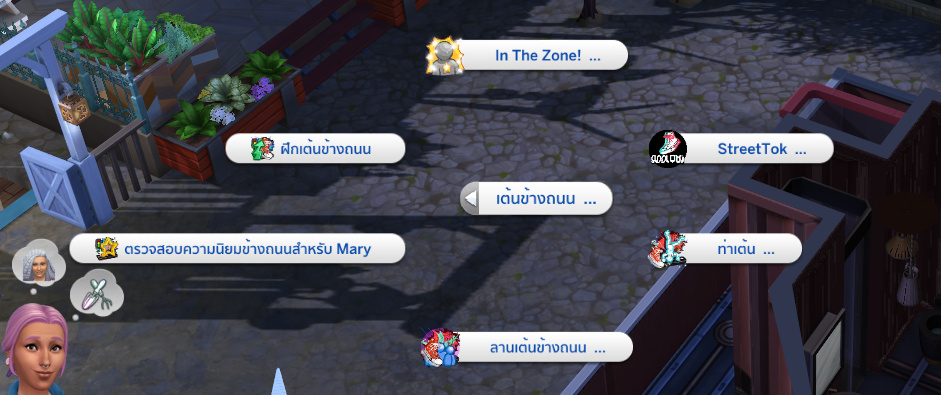 In The Zone! ...
ฝึกเต้นข้างถนน
StreetTok ...
เต้นข้างถนน ...
ตรวจสอบความนิยมข้างถนนสำหรับ Mary
ท่าเต้น ...
ลานเต้นข้างถนน ...